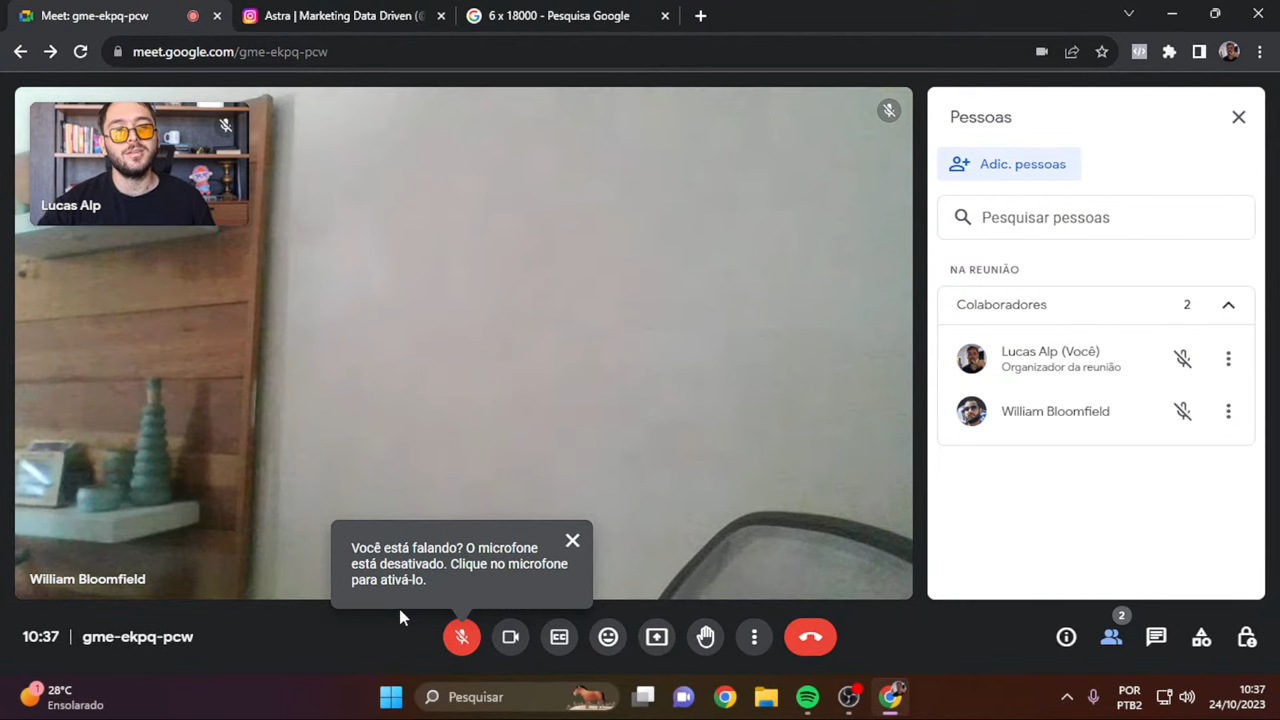 Meet: gme-ekpq-pcw
Astra | Marketing Data Driven (
6 x 18000 - Pesquisa Google
meet.google.com/gme-ekpq-pcw
Lucas Alp
William Bloomfield
Você está falando? O microfone
está desativado. Clique no microfone
para ativá-lo.
Pessoas
Adic. pessoas
Pesquisar pessoas
NA REUNIÃO
Colaboradores 2
Lucas Alp (Você)
Organizador da reunião
William Bloomfield
10:37 | gme-ekpq-pcw
2
1
28°C
Ensolarado
Pesquisar
POR
PTB2
10:37
24/10/2023